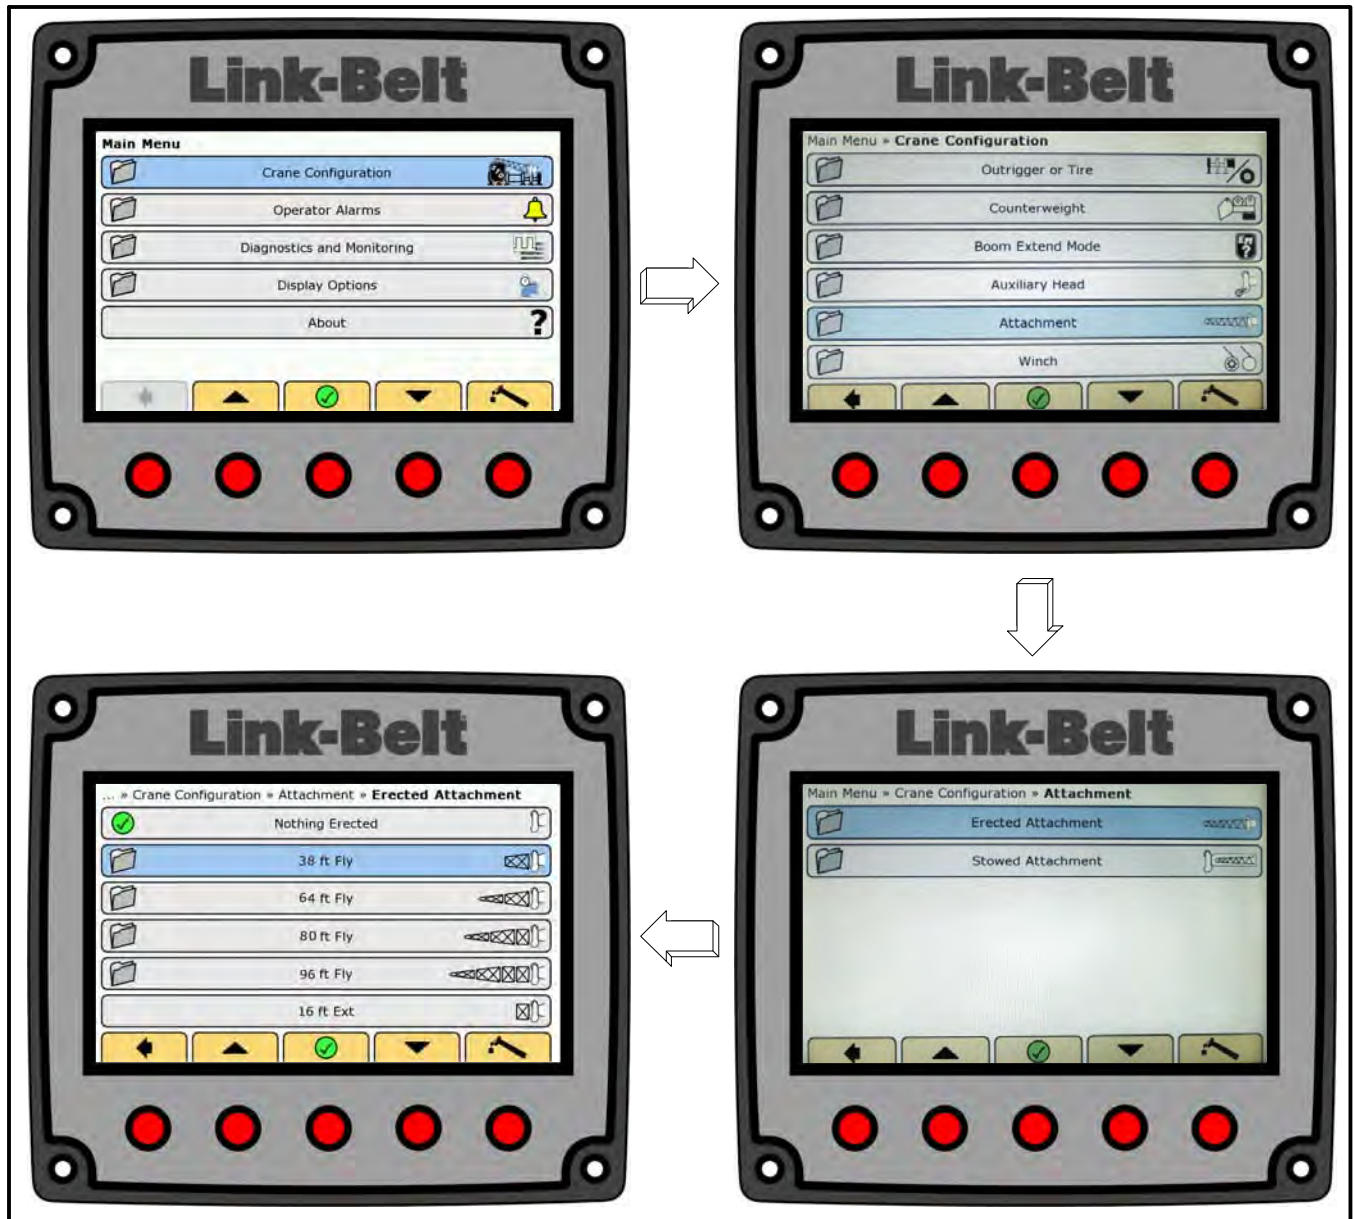 Link-Belt
Main Menu
Crane Configuration
Operator Alarms
Diagnostics and Monitoring
Display Options
About
?
Link-Belt
Main Menu » Crane Configuration
Outrigger or Tire
Counterweight
Boom Extend Mode
?
Auxiliary Head
Attachment
Winch
Link-Belt
... » Crane Configuration » Attachment » Erected Attachment
Nothing Erected
38 ft Fly
64 ft Fly
80 ft Fly
96 ft Fly
16 ft Ext
Link-Belt
Main Menu » Crane Configuration » Attachment
Erected Attachment
Stowed Attachment